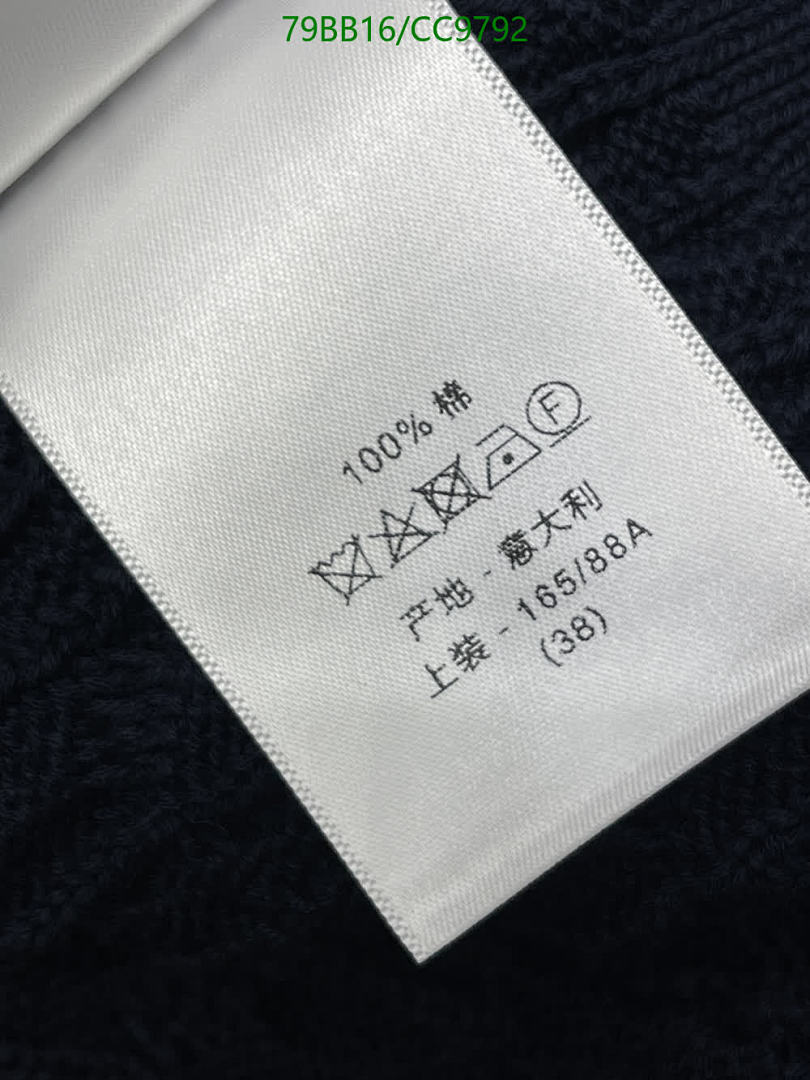 79BB16/CC9792
100% 棉
F
产地 - 意大利
上装 - 165/88A
(38)